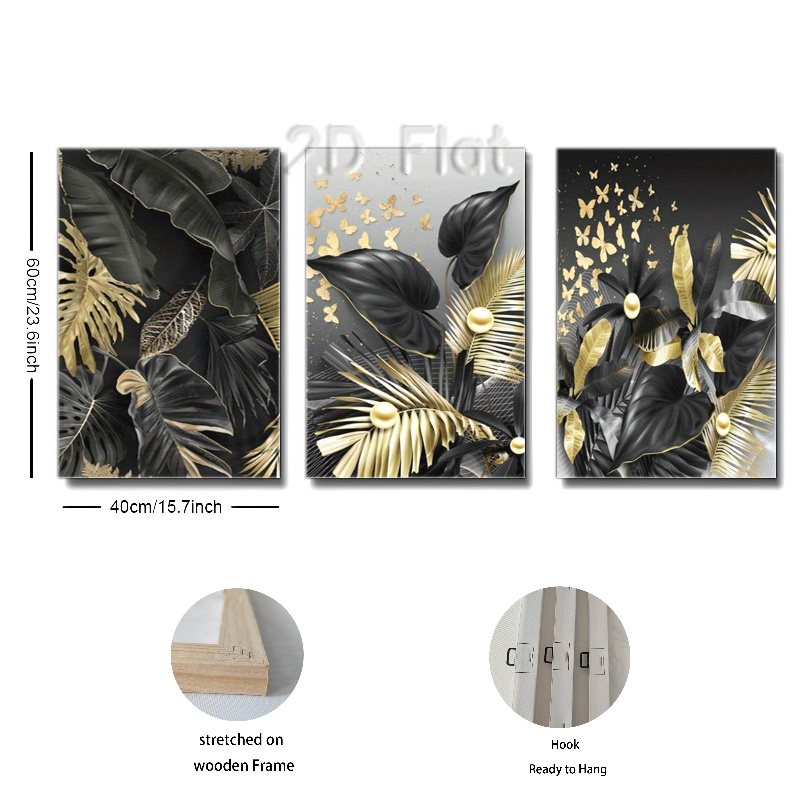 2D Flat
60cm/23.6inch
40cm/15.7inch
stretched on
wooden Frame
Hook
Ready to Hang